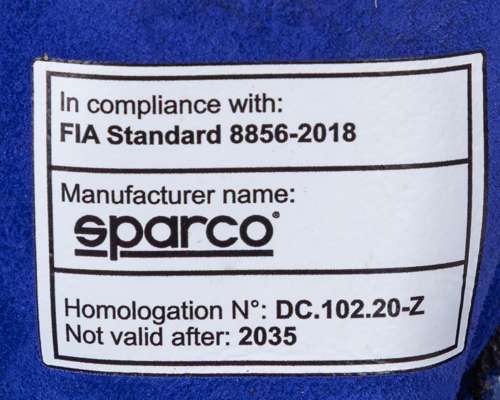 In compliance with:
FIA Standard 8856-2018
Manufacturer name:
sparco®
Homologation N°: DC.102.20-Z
Not valid after: 2035